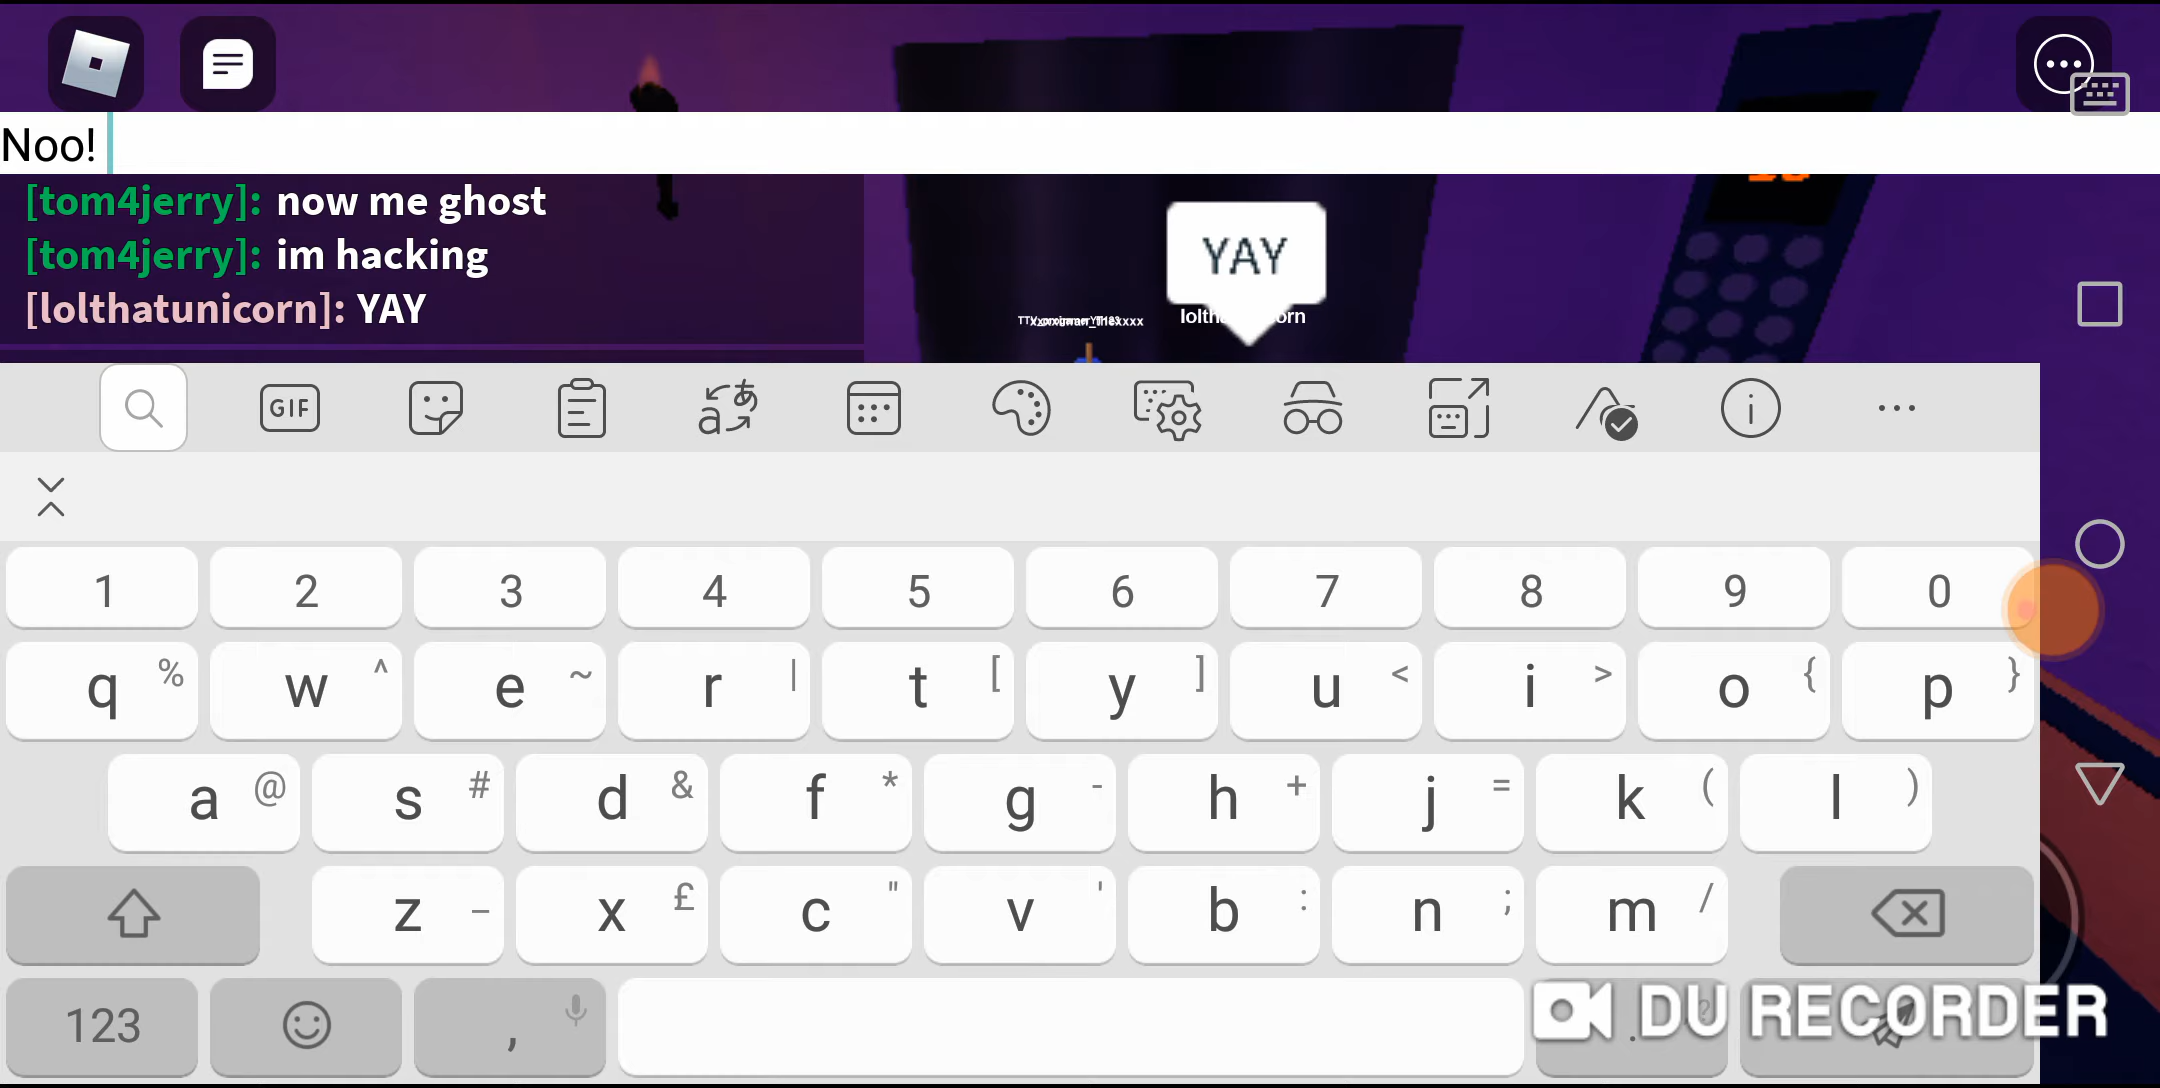 Noo!
[tom4jerry]: now me ghost
[tom4jerry]: im hacking
[lolthatunicorn]: YAY
YAY
GIF
a あ
1 2 3 4 5 6 7 8 9 0
q % w ^ e ~ r | t [ y ] u < i > o { p }
a @ s # d & f * g - h + j = k ( l )
z _ x £ c " v ' b : n ; m /
123 , . ?
DU RECORDER